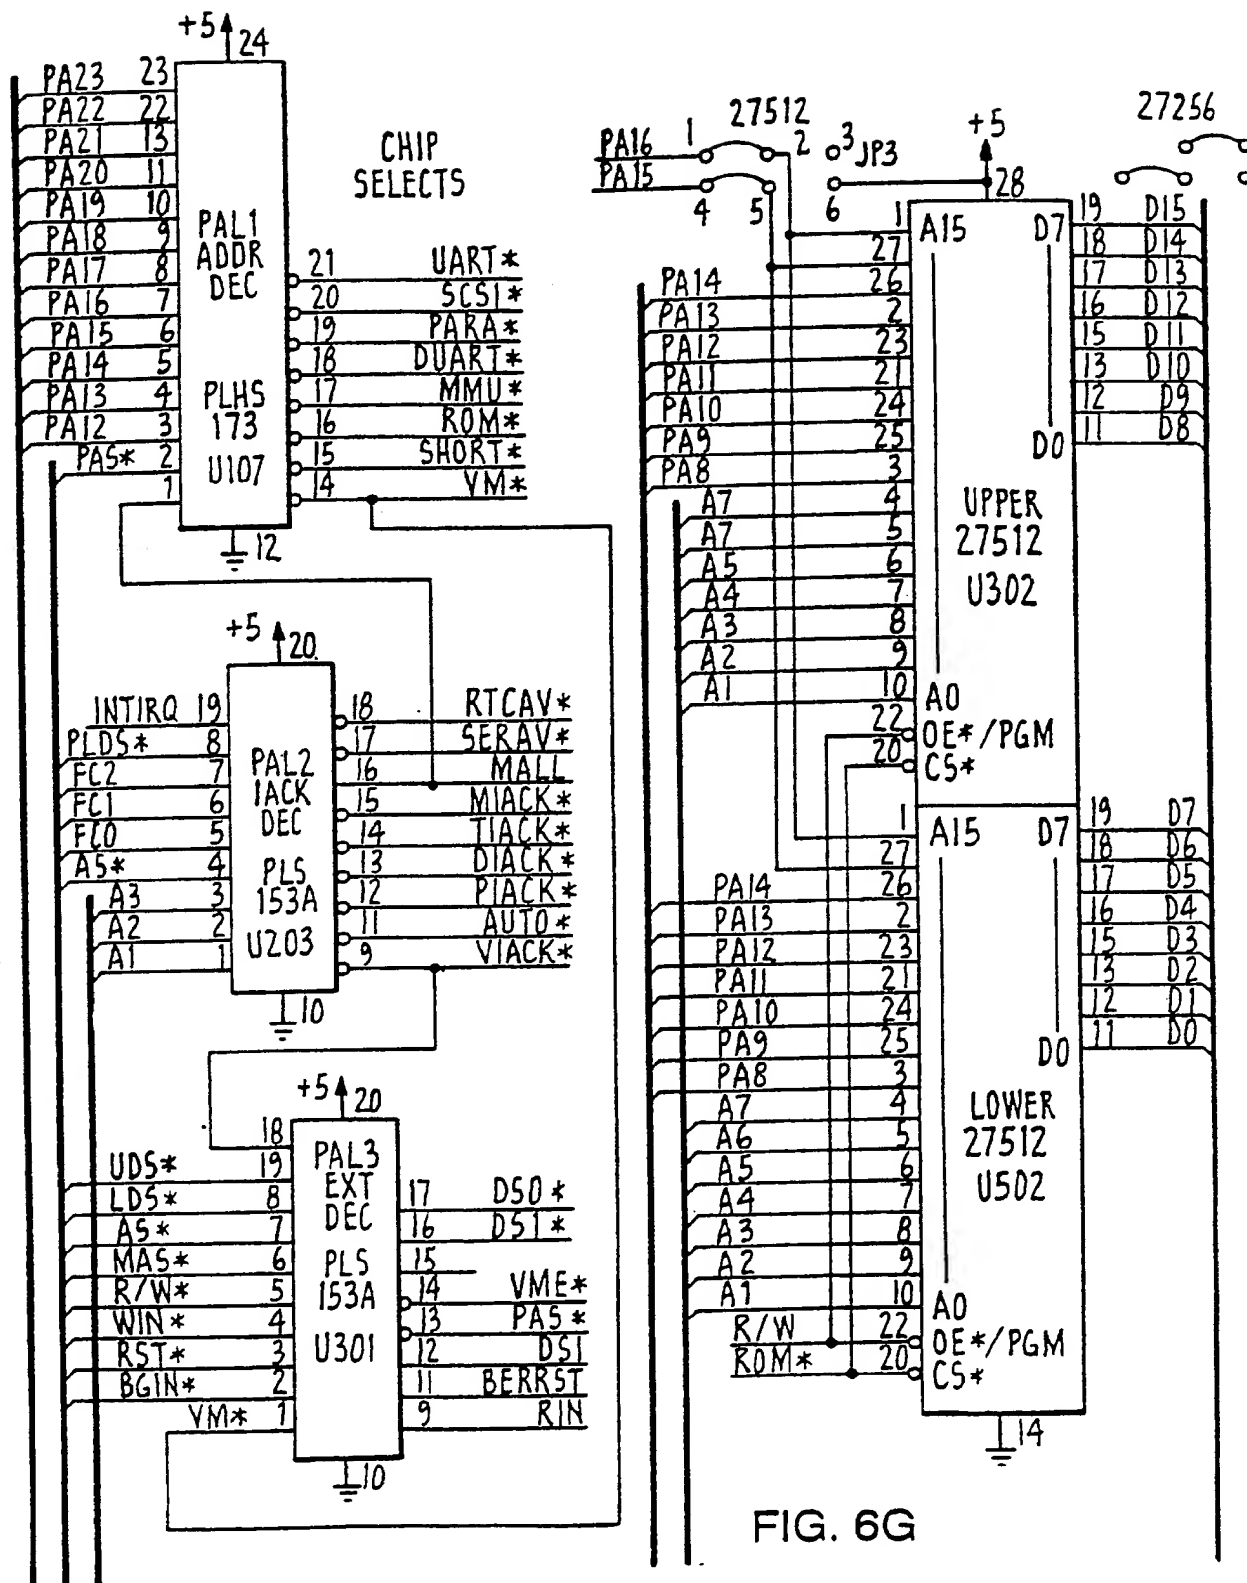 +5 24
PA23 23
PA22 22
PA21 13
PA20 11
PA19 10
PA18 9
PA17 8
PA16 7
PA15 6
PA14 5
PA13 4
PA12 3
PAS* 2
1
PAL1
ADDR
DEC
PLHS
173
U107
12
CHIP
SELECTS
21 UART*
20 SCSI*
19 PARA*
18 DUART*
17 MMU*
16 ROM*
15 SHORT*
14 VM*
+5 20
INTIRQ 19
PLDS* 8
FC2 7
FC1 6
FC0 5
AS* 4
A3 3
A2 2
A1 1
PAL2
IACK
DEC
PLS
153A
U203
10
18 RTCAV*
17 SERAV*
16 MALL
15 MIACK*
14 TIACK*
13 DIACK*
12 PIACK*
11 AUTO*
9 VIACK*
+5 20
18
UDS* 19
LDS* 8
AS* 7
MAS* 6
R/W* 5
WIN* 4
RST* 3
BGIN* 2
VM* 1
PAL3
EXT
DEC
PLS
153A
U301
10
17 DS0*
16 DS1*
15
14 VME*
13 PAS*
12 DS1
11 BERRST
9 RIN
27512
PA16 1 2 3 JP3
PA15 4 5 6
+5 28
27256
1 A15
27
PA14 26
PA13 2
PA12 23
PA11 21
PA10 24
PA9 25
PA8 3
A7 4
A7 5
A5 6
A4 7
A3 8
A2 9
A1 10 A0
22 OE*/PGM
20 CS*
UPPER
27512
U302
D7 19 D15
18 D14
17 D13
16 D12
15 D11
13 D10
12 D9
D0 11 D8
1 A15
27
PA14 26
PA13 2
PA12 23
PA11 21
PA10 24
PA9 25
PA8 3
A7 4
A6 5
A5 6
A4 7
A3 8
A2 9
A1 10 A0
R/W 22 OE*/PGM
ROM* 20 CS*
LOWER
27512
U502
D7 19 D7
18 D6
17 D5
16 D4
15 D3
13 D2
12 D1
D0 11 D0
14
FIG. 6G